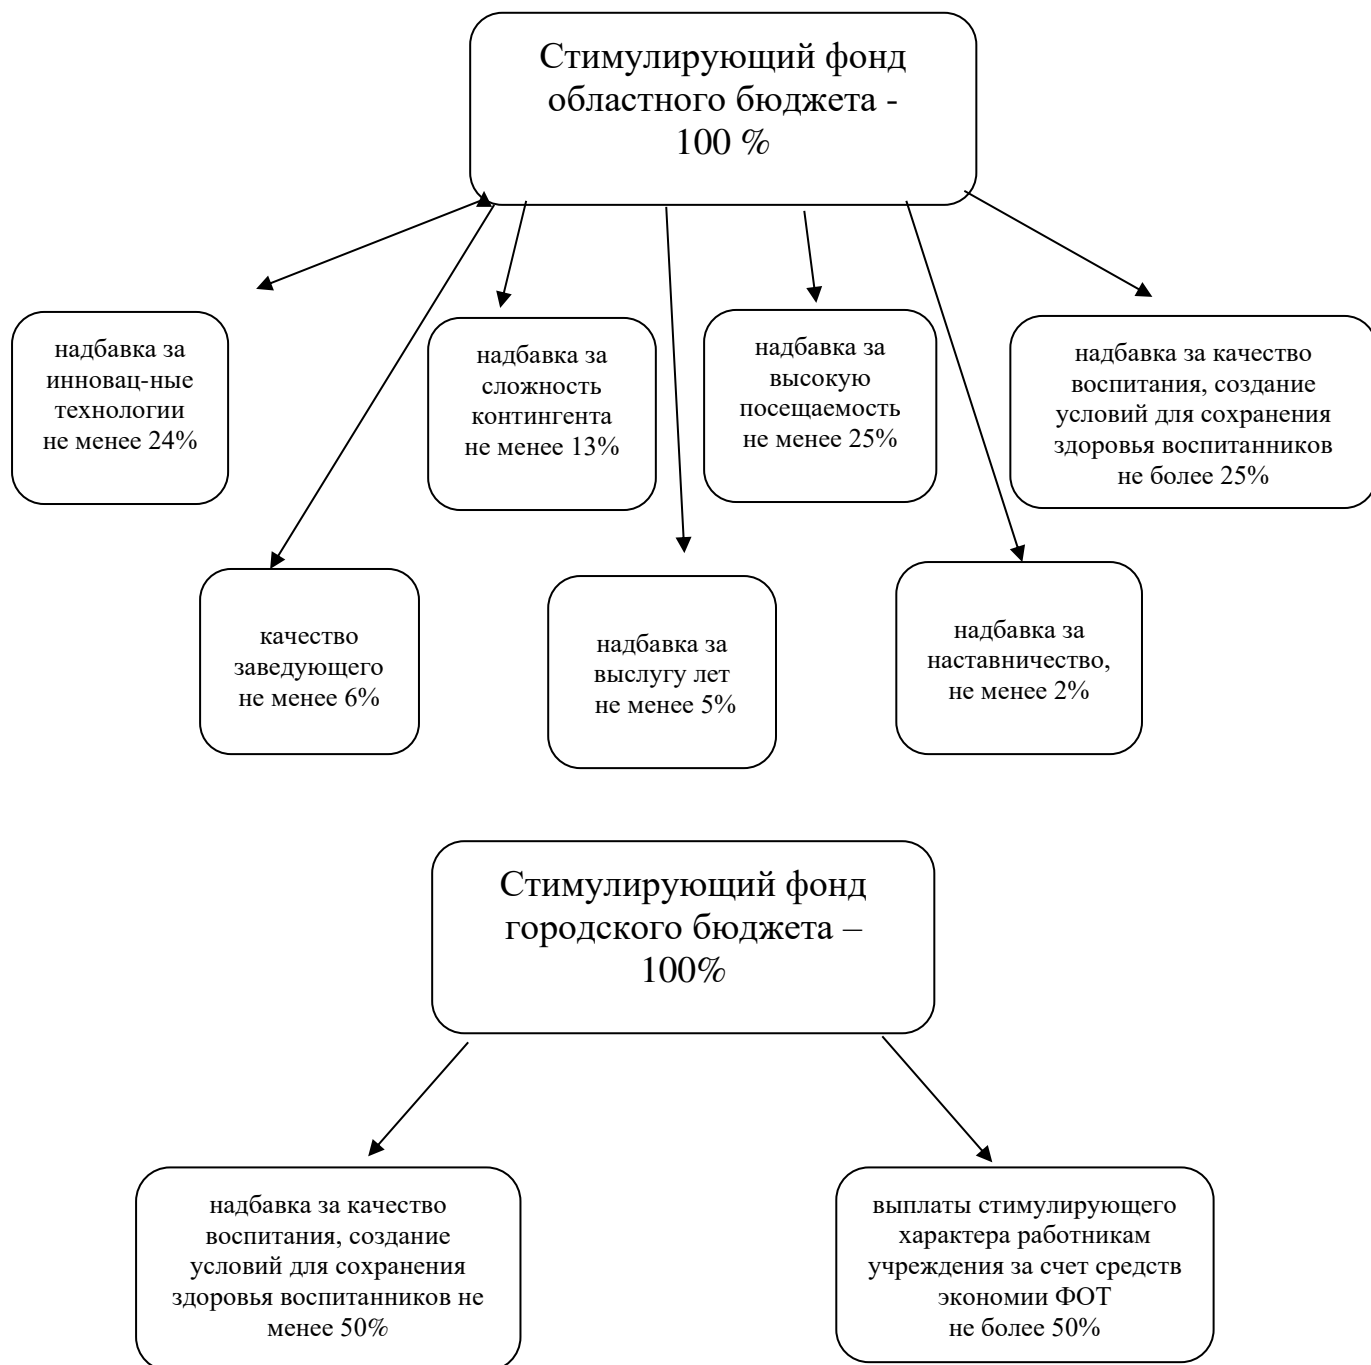 Стимулирующий фонд
областного бюджета -
100 %
надбавка за
инновац-ные
технологии
не менее 24%
надбавка за
сложность
контингента
не менее 13%
надбавка за
высокую
посещаемость
не менее 25%
надбавка за качество
воспитания, создание
условий для сохранения
здоровья воспитанников
не более 25%
качество
заведующего
не менее 6%
надбавка за
выслугу лет
не менее 5%
надбавка за
наставничество,
не менее 2%
Стимулирующий фонд
городского бюджета –
100%
надбавка за качество
воспитания, создание
условий для сохранения
здоровья воспитанников не
менее 50%
выплаты стимулирующего
характера работникам
учреждения за счет средств
экономии ФОТ
не более 50%